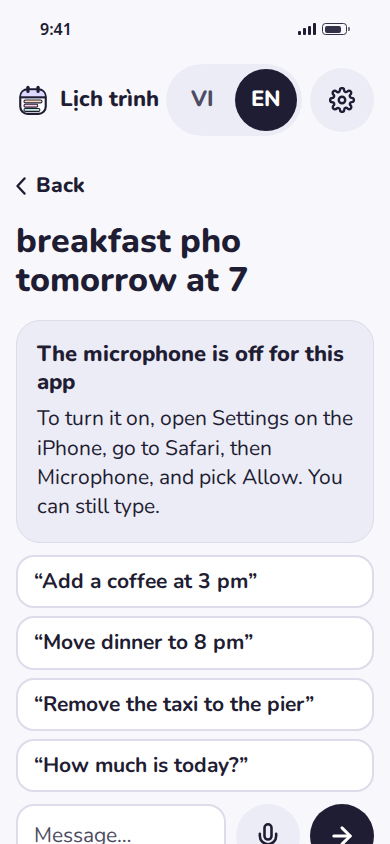 9:41
Lịch trình
VI
EN
Back
breakfast pho
tomorrow at 7
The microphone is off for this
app
To turn it on, open Settings on the
iPhone, go to Safari, then
Microphone, and pick Allow. You
can still type.
“Add a coffee at 3 pm”
“Move dinner to 8 pm”
“Remove the taxi to the pier”
“How much is today?”
Message...